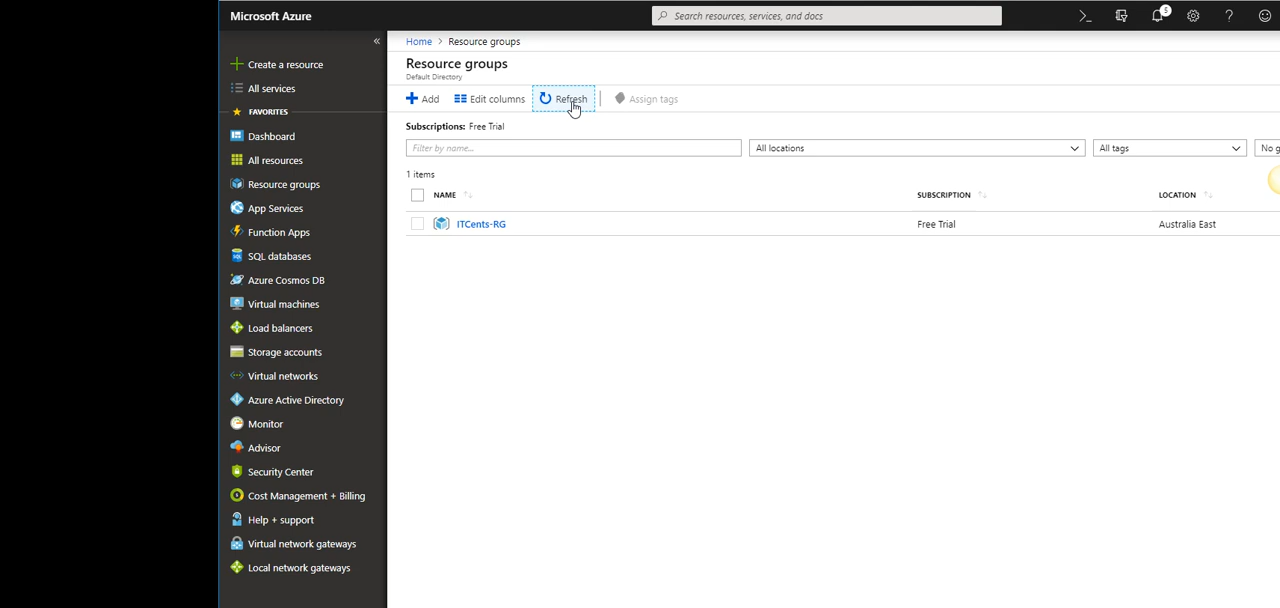 Microsoft Azure
Search resources, services, and docs
5
Home > Resource groups
Resource groups
Default Directory
Create a resource
All services
FAVORITES
Dashboard
All resources
Resource groups
App Services
Function Apps
SQL databases
Azure Cosmos DB
Virtual machines
Load balancers
Storage accounts
Virtual networks
Azure Active Directory
Monitor
Advisor
Security Center
Cost Management + Billing
Help + support
Virtual network gateways
Local network gateways
Add Edit columns Refresh Assign tags
Subscriptions: Free Trial
Filter by name... All locations All tags No
1 items
NAME SUBSCRIPTION LOCATION
ITCents-RG Free Trial Australia East